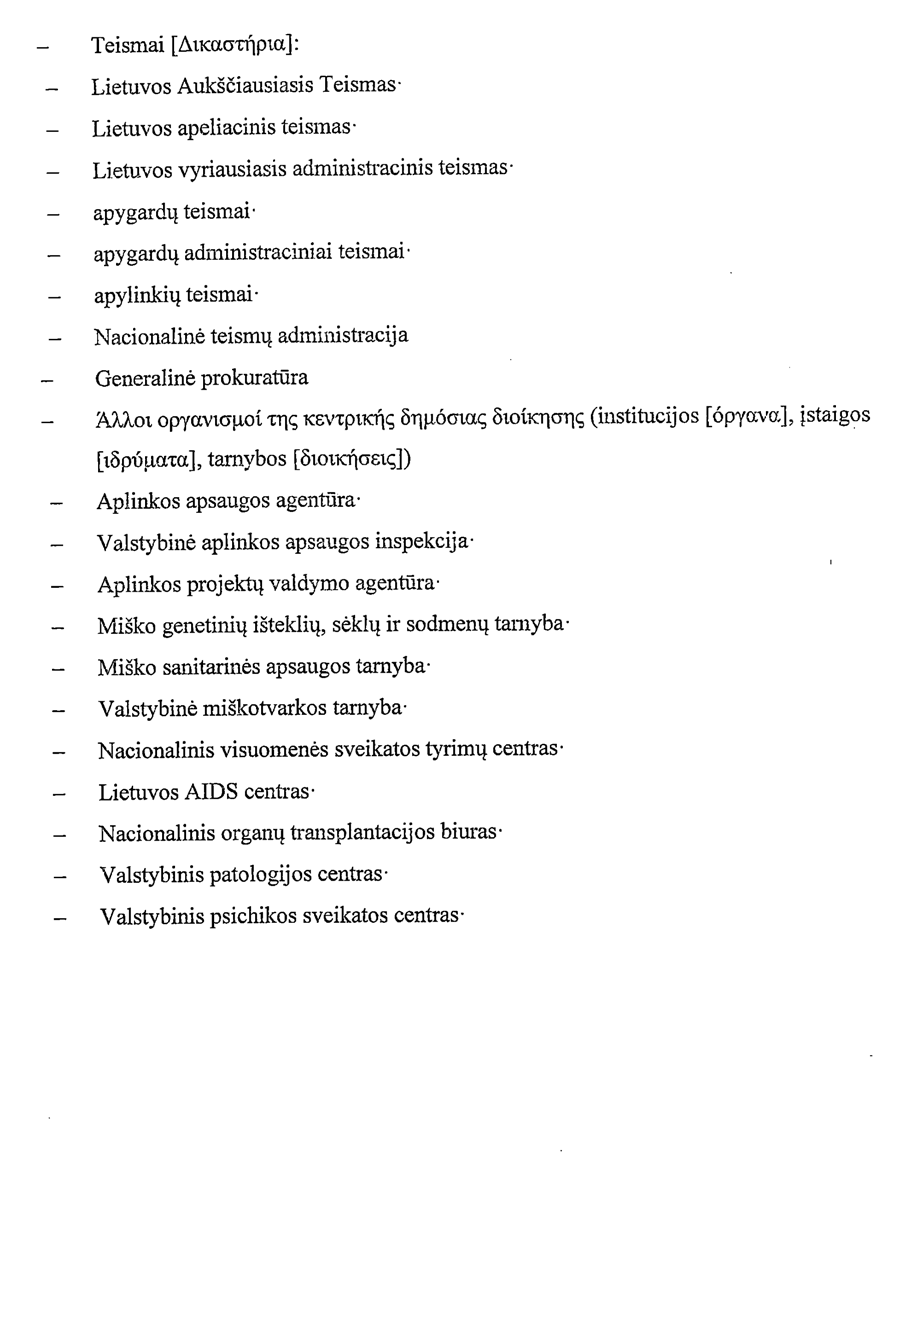 – Teismai [Δικαστήρια]:
– Lietuvos Aukščiausiasis Teismas·
– Lietuvos apeliacinis teismas·
– Lietuvos vyriausiasis administracinis teismas·
– apygardų teismai·
– apygardų administraciniai teismai·
– apylinkių teismai·
– Nacionalinė teismų administracija
– Generalinė prokuratūra
– Άλλοι οργανισμοί της κεντρικής δημόσιας διοίκησης (institucijos [όργανα], įstaigos
[ιδρύματα], tarnybos [διοικήσεις])
– Aplinkos apsaugos agentūra·
– Valstybinė aplinkos apsaugos inspekcija·
– Aplinkos projektų valdymo agentūra·
– Miško genetinių išteklių, sėklų ir sodmenų tarnyba·
– Miško sanitarinės apsaugos tarnyba·
– Valstybinė miškotvarkos tarnyba·
– Nacionalinis visuomenės sveikatos tyrimų centras·
– Lietuvos AIDS centras·
– Nacionalinis organų transplantacijos biuras·
– Valstybinis patologijos centras·
– Valstybinis psichikos sveikatos centras·